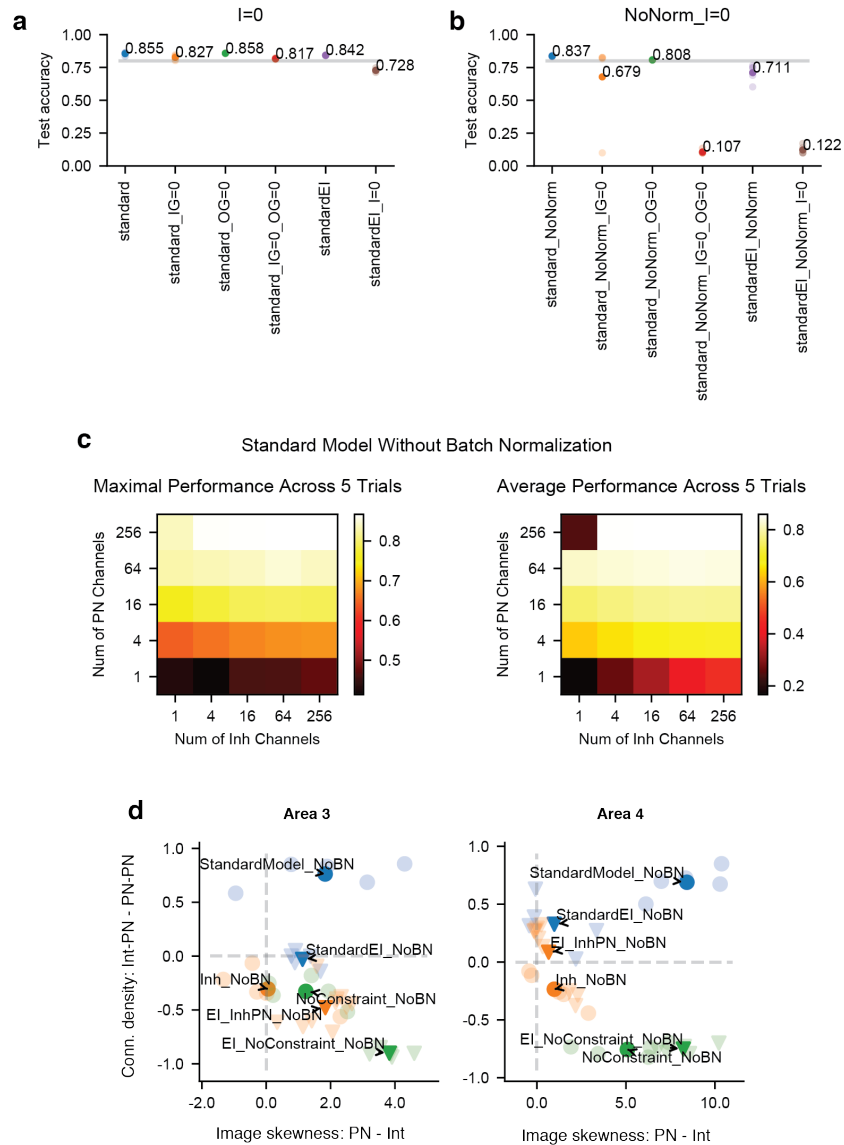 a
I=0
Test accuracy
1.00
0.75
0.50
0.25
0.00
0.855
0.827
0.858
0.817
0.842
0.728
standard
standard_IG=0
standard_OG=0
standard_IG=0_OG=0
standardEI
standardEI_I=0
b
NoNorm_I=0
Test accuracy
1.00
0.75
0.50
0.25
0.00
0.837
0.679
0.808
0.107
0.711
0.122
standard_NoNorm
standard_NoNorm_IG=0
standard_NoNorm_OG=0
standard_NoNorm_IG=0_OG=0
standardEI_NoNorm
standardEI_NoNorm_I=0
c
Standard Model Without Batch Normalization
Maximal Performance Across 5 Trials
Num of PN Channels
256
64
16
4
1
1 4 16 64 256
Num of Inh Channels
0.8
0.7
0.6
0.5
Average Performance Across 5 Trials
Num of PN Channels
256
64
16
4
1
1 4 16 64 256
Num of Inh Channels
0.8
0.6
0.4
0.2
d
Area 3
Conn. density: Int-PN - PN-PN
1.0
0.5
0.0
-0.5
-1.0
StandardModel_NoBN
StandardEI_NoBN
Inh_NoBN
NoConstraint_NoBN
EI_InhPN_NoBN
EI_NoConstraint_NoBN
-2.0 0.0 2.0 4.0
Image skewness: PN - Int
Area 4
1.0
0.5
0.0
-0.5
-1.0
StandardModel_NoBN
StandardEI_NoBN
EI_InhPN_NoBN
Inh_NoBN
EI_NoConstraint_NoBN
NoConstraint_NoBN
0.0 5.0 10.0
Image skewness: PN - Int